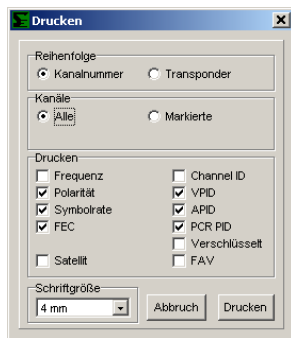 Drucken
Reihenfolge
Kanalnummer Transponder
Kanäle
Alle Markierte
Drucken
Frequenz Channel ID
Polarität VPID
Symbolrate APID
FEC PCR PID
Verschlüsselt
Satellit FAV
Schriftgröße
4 mm Abbruch Drucken